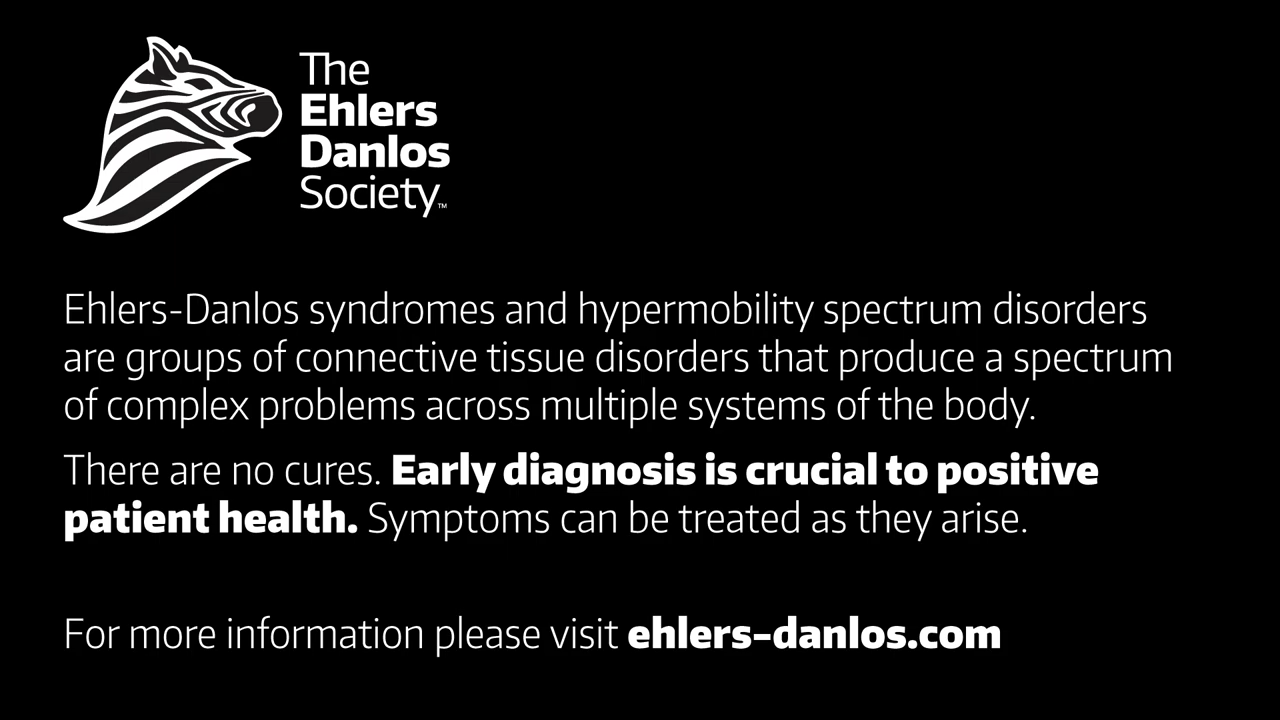 The
Ehlers
Danlos
Society™
Ehlers-Danlos syndromes and hypermobility spectrum disorders
are groups of connective tissue disorders that produce a spectrum
of complex problems across multiple systems of the body.
There are no cures. Early diagnosis is crucial to positive
patient health. Symptoms can be treated as they arise.
For more information please visit ehlers-danlos.com